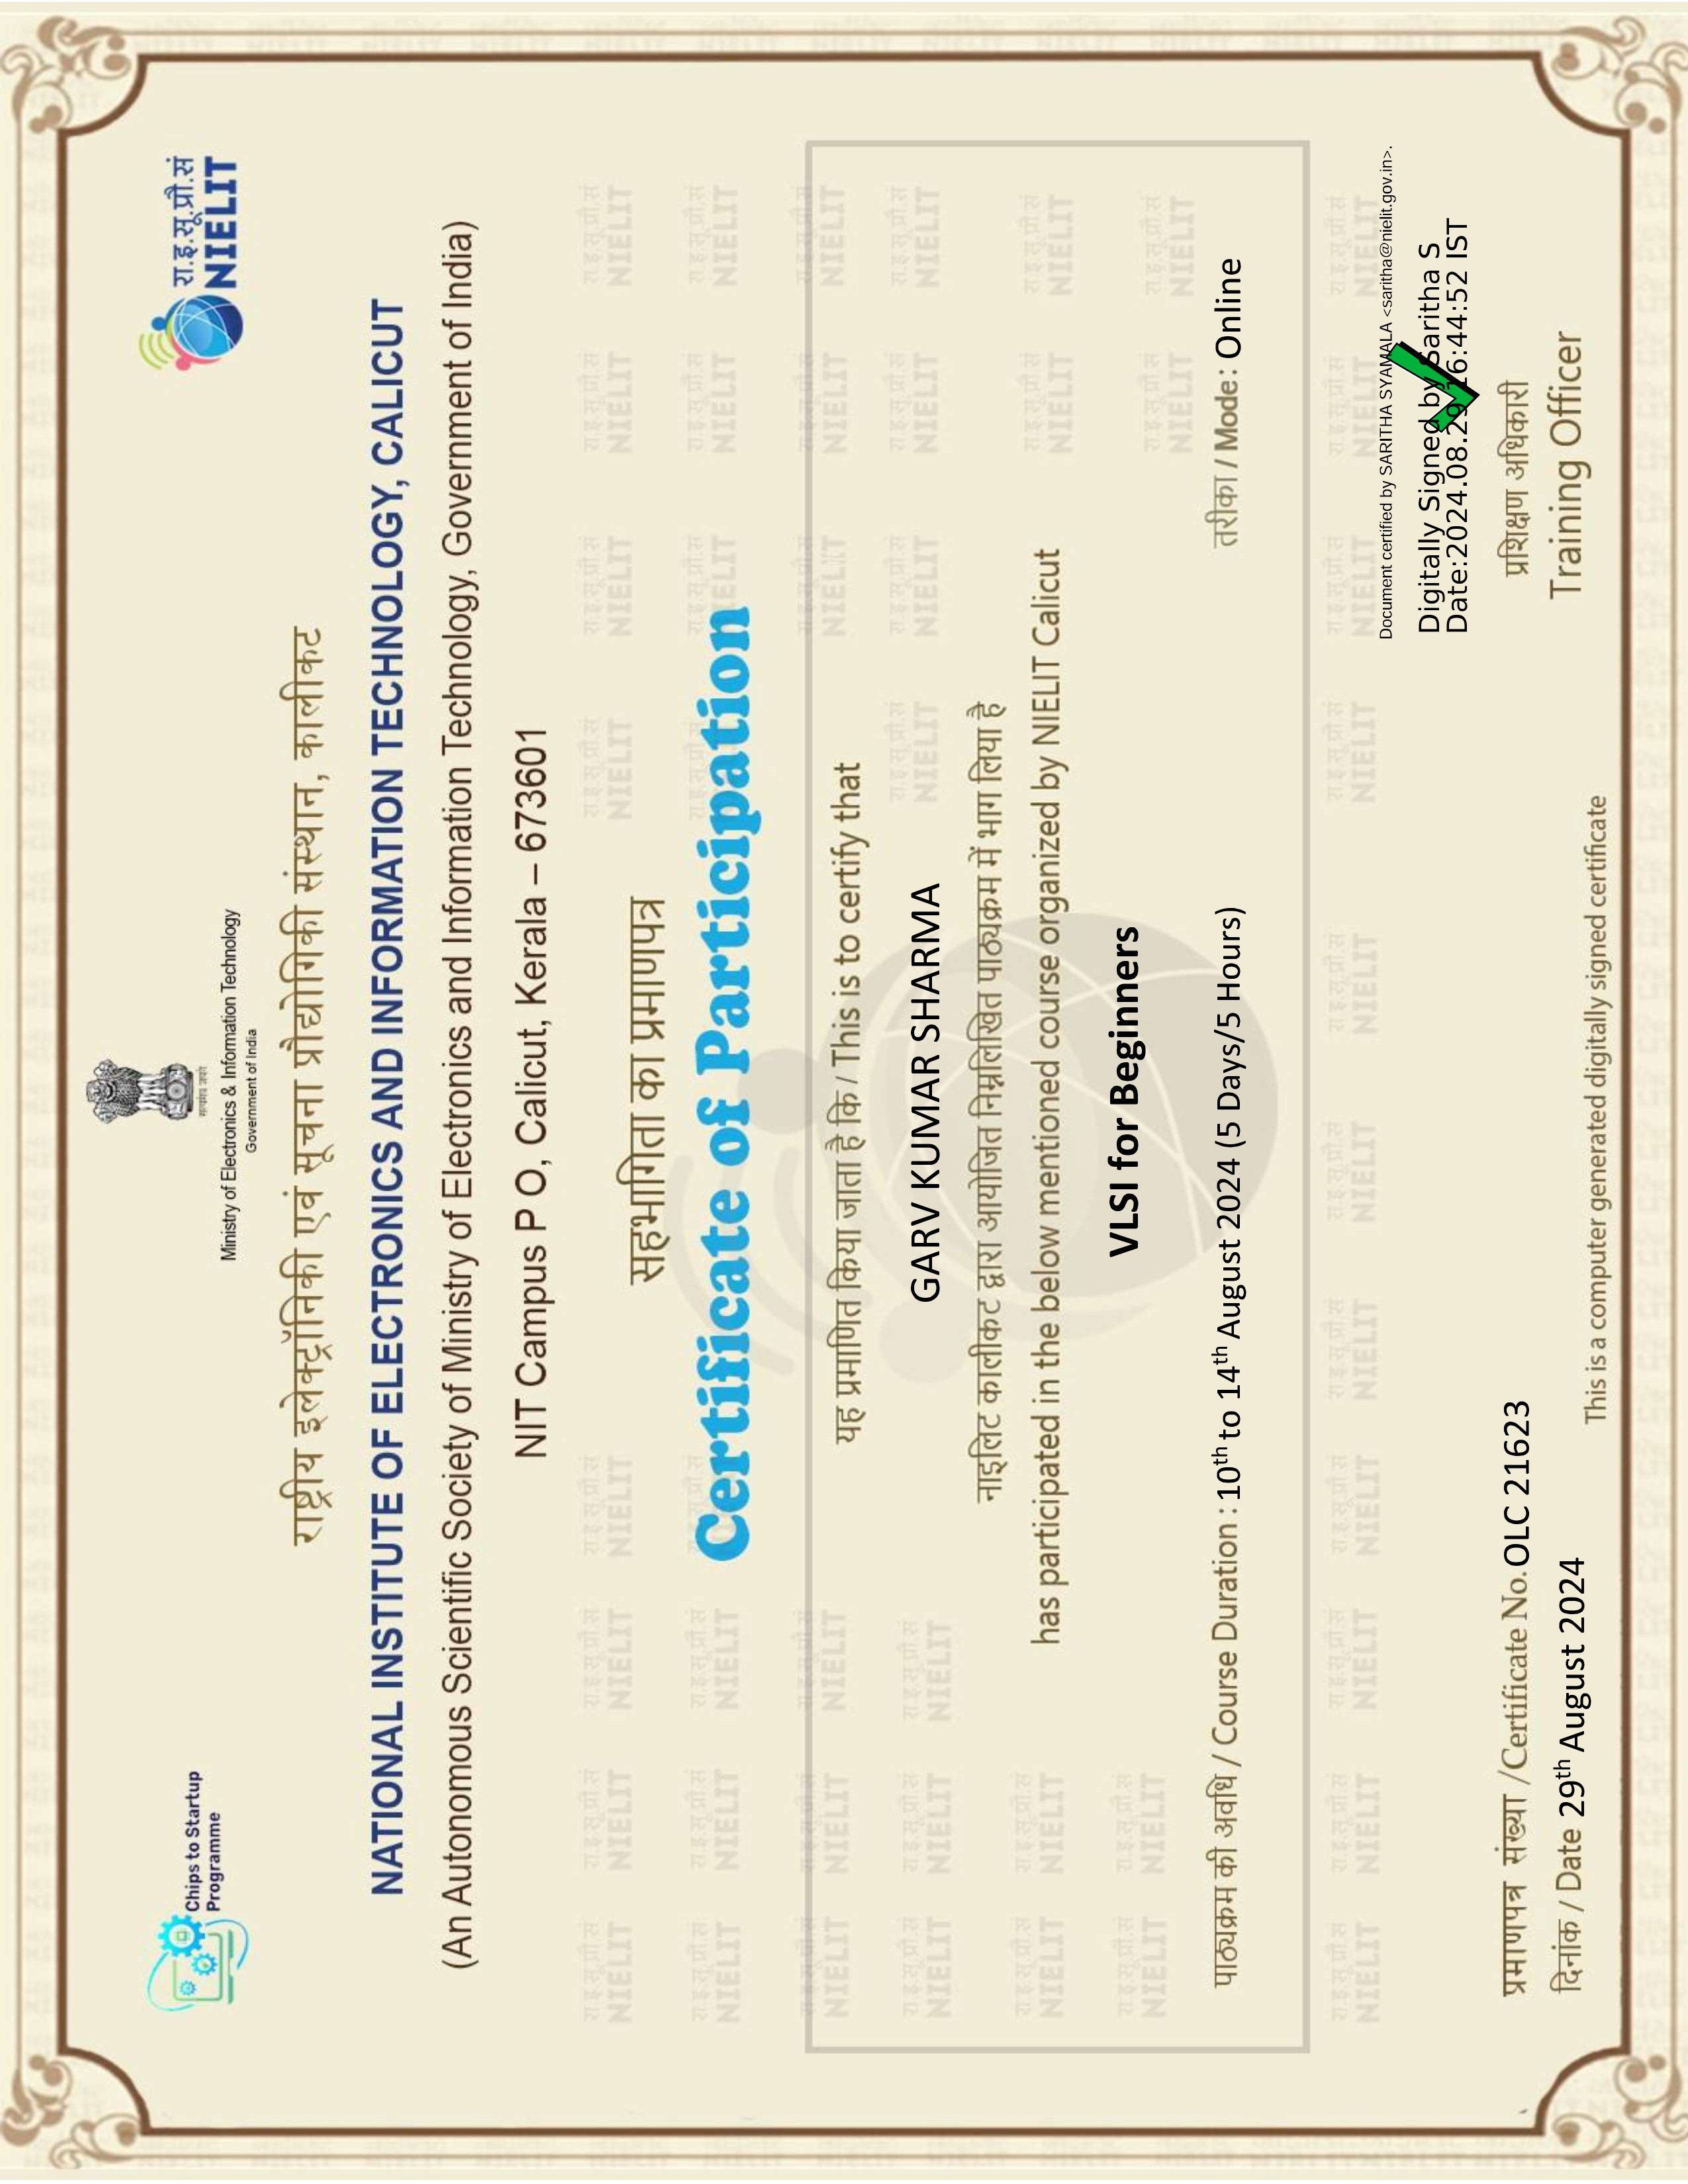 Chips to Startup
Programme
सत्यमेव जयते
Ministry of Electronics & Information Technology
Government of India
रा.इ.सू.प्रौ.सं
NIELIT
राष्ट्रीय इलेक्ट्रॉनिकी एवं सूचना प्रौद्योगिकी संस्थान, कालीकट
NATIONAL INSTITUTE OF ELECTRONICS AND INFORMATION TECHNOLOGY, CALICUT
(An Autonomous Scientific Society of Ministry of Electronics and Information Technology, Government of India)
NIT Campus P O, Calicut, Kerala – 673601
सहभागिता का प्रमाणपत्र
Certificate of Participation
यह प्रमाणित किया जाता है कि / This is to certify that
GARV KUMAR SHARMA
नाइलिट कालीकट द्वारा आयोजित निम्नलिखित पाठ्यक्रम में भाग लिया है
has participated in the below mentioned course organized by NIELIT Calicut
VLSI for Beginners
पाठ्यक्रम की अवधि / Course Duration : 10th to 14th August 2024 (5 Days/5 Hours) तरीका / Mode : Online
Document certified by SARITHA SYAMALA <saritha@nielit.gov.in>.
Digitally Signed by Saritha S
Date:2024.08.29 16:44:52 IST
प्रमाणपत्र संख्या /Certificate No. OLC 21623
दिनांक / Date 29th August 2024
प्रशिक्षण अधिकारी
Training Officer
This is a computer generated digitally signed certificate